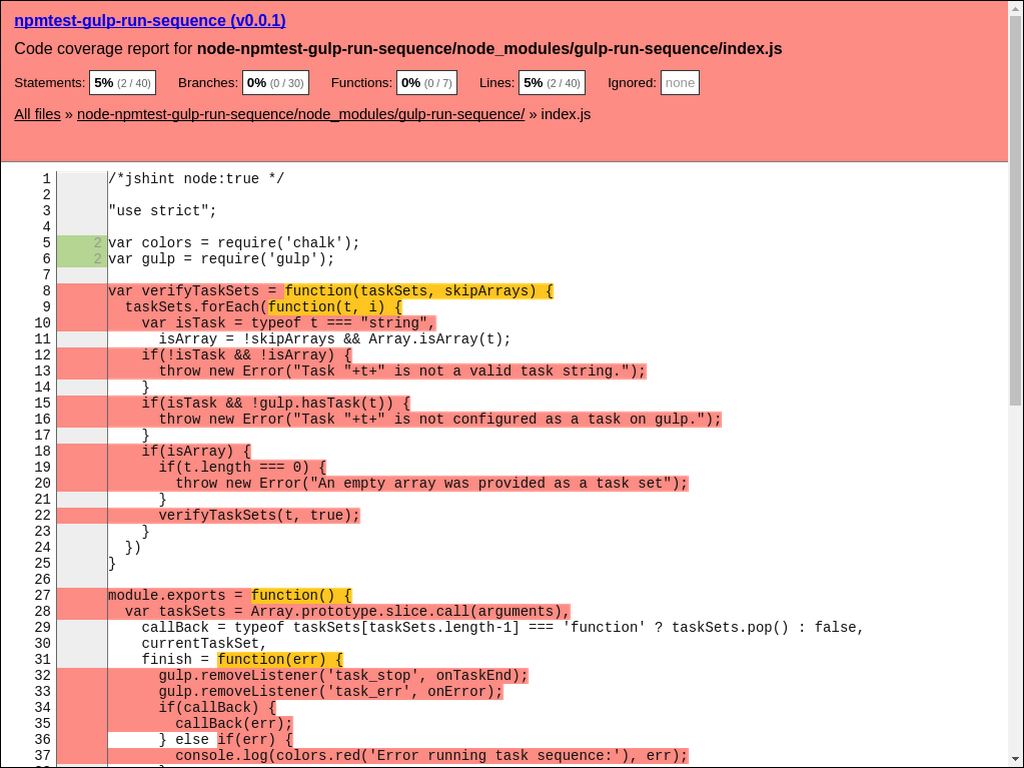 npmtest-gulp-run-sequence (v0.0.1)
Code coverage report for node-npmtest-gulp-run-sequence/node_modules/gulp-run-sequence/index.js
Statements: 5% (2 / 40) Branches: 0% (0 / 30) Functions: 0% (0 / 7) Lines: 5% (2 / 40) Ignored: none
All files » node-npmtest-gulp-run-sequence/node_modules/gulp-run-sequence/ » index.js
1 /*jshint node:true */
2
3 "use strict";
4
5 2 var colors = require('chalk');
6 2 var gulp = require('gulp');
7
8 var verifyTaskSets = function(taskSets, skipArrays) {
9   taskSets.forEach(function(t, i) {
10     var isTask = typeof t === "string",
11       isArray = !skipArrays && Array.isArray(t);
12     if(!isTask && !isArray) {
13       throw new Error("Task "+t+" is not a valid task string.");
14     }
15     if(isTask && !gulp.hasTask(t)) {
16       throw new Error("Task "+t+" is not configured as a task on gulp.");
17     }
18     if(isArray) {
19       if(t.length === 0) {
20         throw new Error("An empty array was provided as a task set");
21       }
22       verifyTaskSets(t, true);
23     }
24   })
25 }
26
27 module.exports = function() {
28   var taskSets = Array.prototype.slice.call(arguments),
29     callBack = typeof taskSets[taskSets.length-1] === 'function' ? taskSets.pop() : false,
30     currentTaskSet,
31     finish = function(err) {
32       gulp.removeListener('task_stop', onTaskEnd);
33       gulp.removeListener('task_err', onError);
34       if(callBack) {
35         callBack(err);
36       } else if(err) {
37         console.log(colors.red('Error running task sequence:'), err);